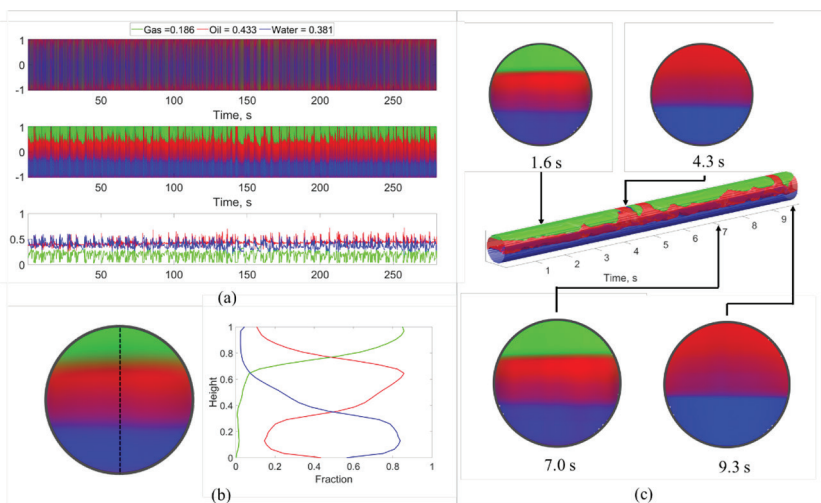 Gas =0.186 Oil = 0.433 Water = 0.381
1
0
-1
50 100 150 200 250
Time, s
1
0
-1
50 100 150 200 250
Time, s
1
0.5
0
50 100 150 200 250
(a)
1
0.8
0.6
0.4
0.2
0
Height
0 0.2 0.4 0.6 0.8 1
Fraction
(b)
1.6 s
4.3 s
1 2 3 4 5 6 7 8 9
Time, s
7.0 s
9.3 s
(c)